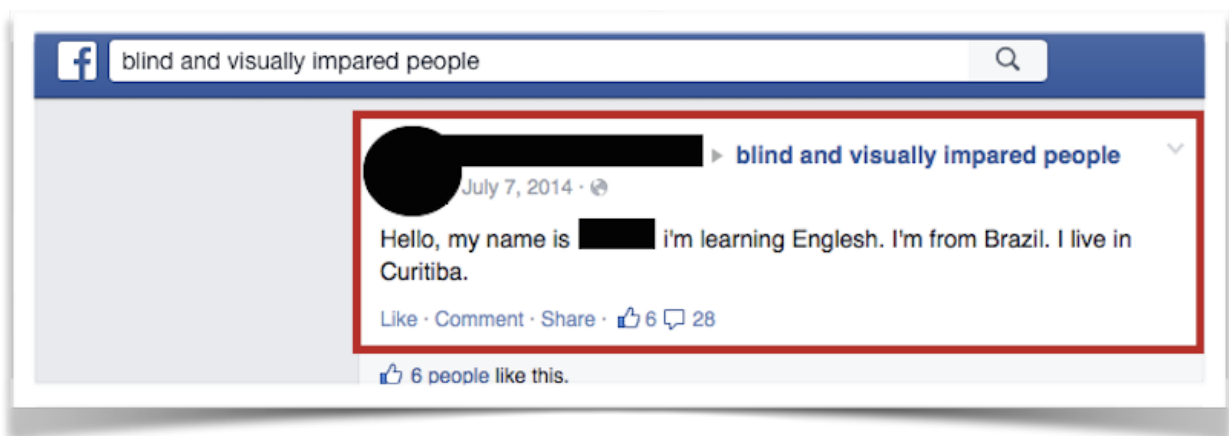 f blind and visually impared people
blind and visually impared people
July 7, 2014 ·
Hello, my name is i'm learning Englesh. I'm from Brazil. I live in
Curitiba.
Like · Comment · Share · 6 28
6 people like this.